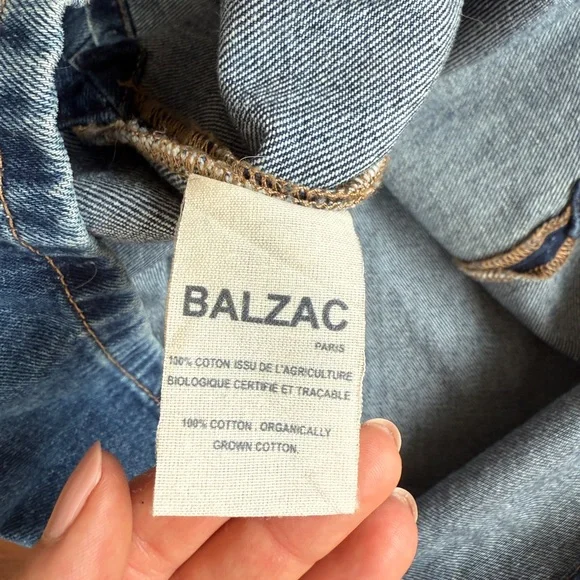 BALZAC
PARIS
100% COTON ISSU DE L'AGRICULTURE
BIOLOGIQUE CERTIFIÉ ET TRAÇABLE
100% COTTON . ORGANICALLY
GROWN COTTON.